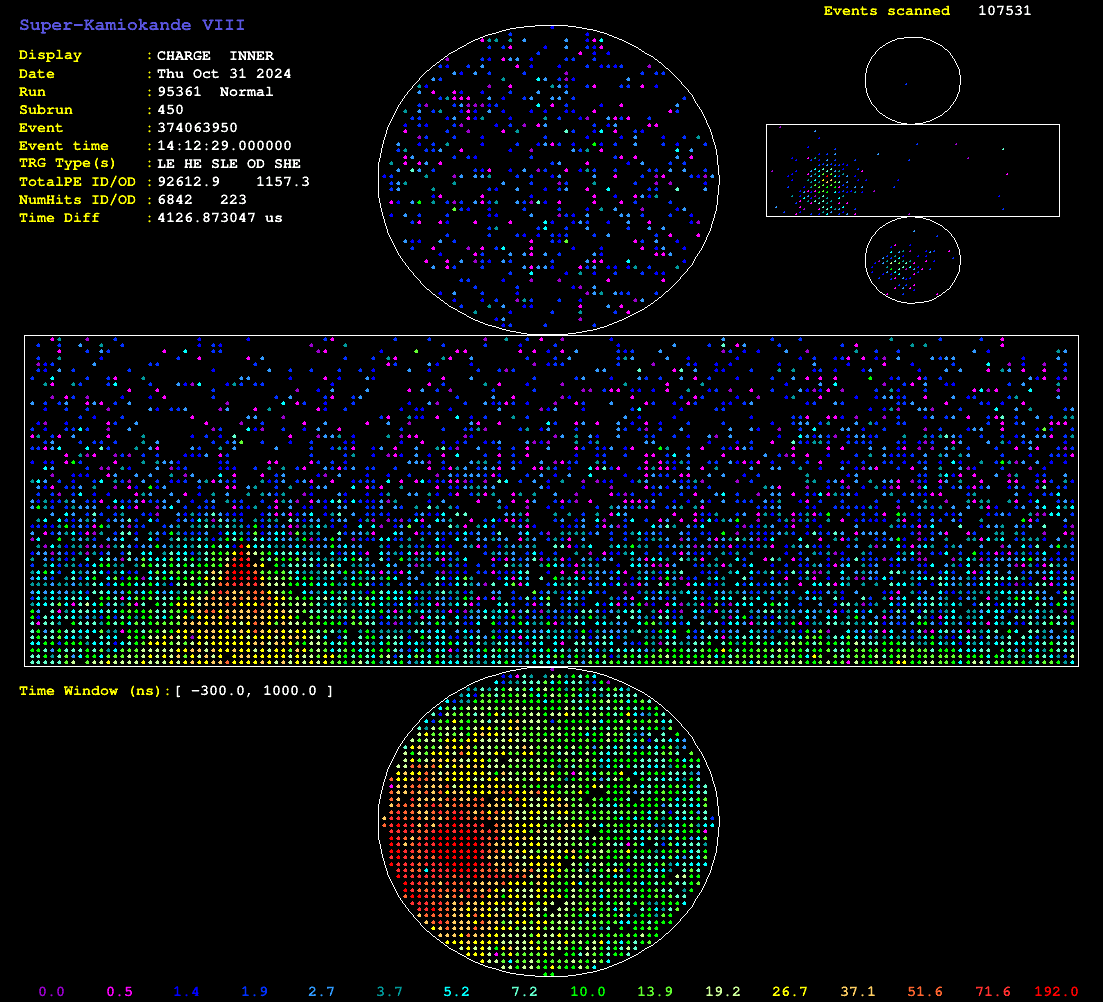 Super-Kamiokande VIII
Events scanned 107531
Display : CHARGE INNER
Date : Thu Oct 31 2024
Run : 95361 Normal
Subrun : 450
Event : 374063950
Event time : 14:12:29.000000
TRG Type(s) : LE HE SLE OD SHE
TotalPE ID/OD : 92612.9 1157.3
NumHits ID/OD : 6842 223
Time Diff : 4126.873047 us
Time Window (ns):[ -300.0, 1000.0 ]
0.0 0.5 1.4 1.9 2.7 3.7 5.2 7.2 10.0 13.9 19.2 26.7 37.1 51.6 71.6 192.0